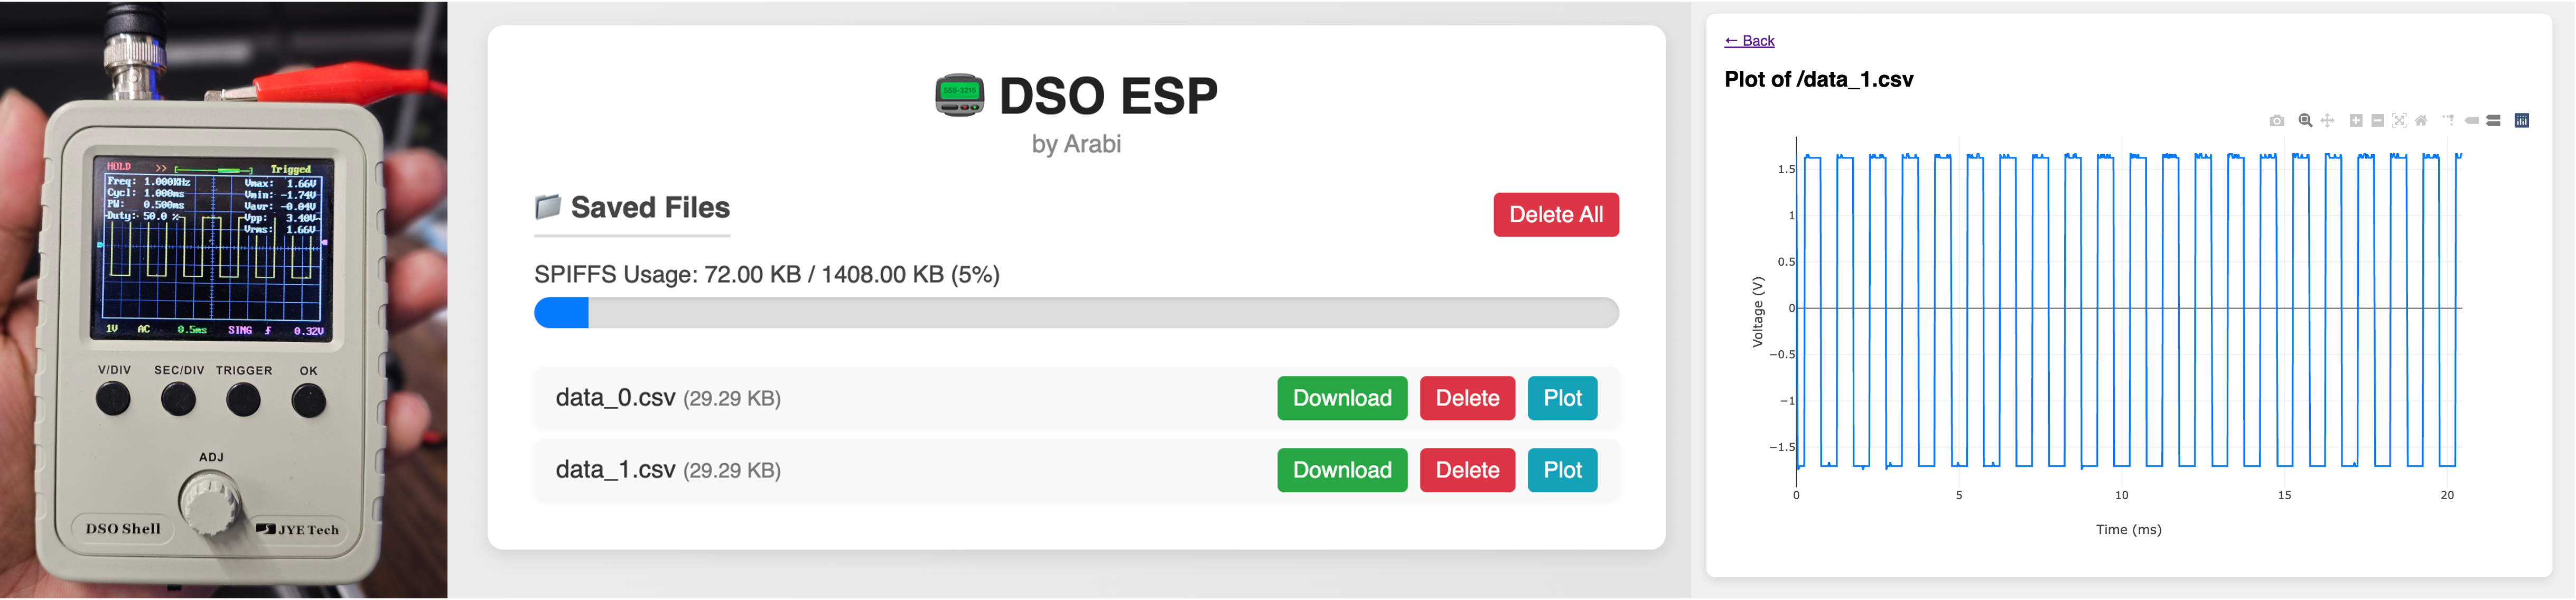 HOLD >> Triggered
Freq: 1.000KHz
Cycl: 1.000ms
PW: 0.500ms
Duty: 50.0 %
Vmax: 1.66V
Vmin: -1.74V
Vavr: -0.04V
Vpp: 3.40V
Vrms: 1.66V
1V AC 0.5ms SING 0.32V
V/DIV SEC/DIV TRIGGER OK
ADJ
DSO Shell JYE Tech
555-3215
DSO ESP
by Arabi
Saved Files
Delete All
SPIFFS Usage: 72.00 KB / 1408.00 KB (5%)
data_0.csv (29.29 KB) Download Delete Plot
data_1.csv (29.29 KB) Download Delete Plot
← Back
Plot of /data_1.csv
1.5
1
0.5
0
−0.5
−1
−1.5
Voltage (V)
0 5 10 15 20
Time (ms)